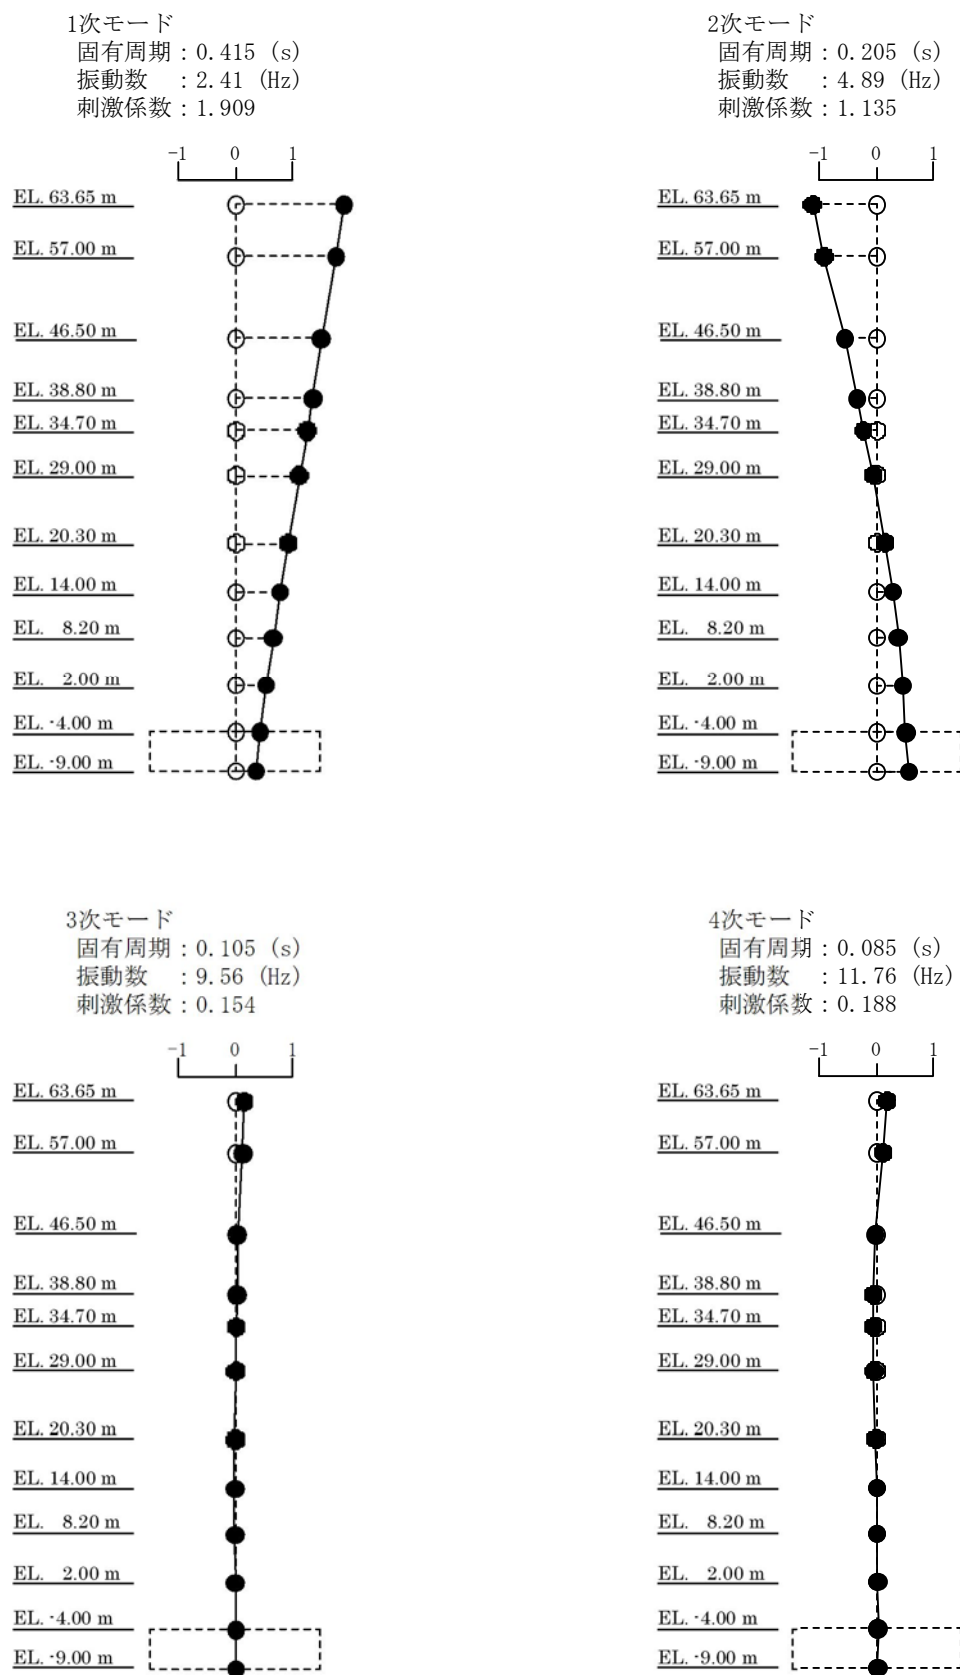 1次モード
固有周期：0.415 (s)
振動数　：2.41 (Hz)
刺激係数：1.909
-1 0 1
EL. 63.65 m
EL. 57.00 m
EL. 46.50 m
EL. 38.80 m
EL. 34.70 m
EL. 29.00 m
EL. 20.30 m
EL. 14.00 m
EL. 8.20 m
EL. 2.00 m
EL. -4.00 m
EL. -9.00 m
2次モード
固有周期：0.205 (s)
振動数　：4.89 (Hz)
刺激係数：1.135
-1 0 1
EL. 63.65 m
EL. 57.00 m
EL. 46.50 m
EL. 38.80 m
EL. 34.70 m
EL. 29.00 m
EL. 20.30 m
EL. 14.00 m
EL. 8.20 m
EL. 2.00 m
EL. -4.00 m
EL. -9.00 m
3次モード
固有周期：0.105 (s)
振動数　：9.56 (Hz)
刺激係数：0.154
-1 0 1
EL. 63.65 m
EL. 57.00 m
EL. 46.50 m
EL. 38.80 m
EL. 34.70 m
EL. 29.00 m
EL. 20.30 m
EL. 14.00 m
EL. 8.20 m
EL. 2.00 m
EL. -4.00 m
EL. -9.00 m
4次モード
固有周期：0.085 (s)
振動数　：11.76 (Hz)
刺激係数：0.188
-1 0 1
EL. 63.65 m
EL. 57.00 m
EL. 46.50 m
EL. 38.80 m
EL. 34.70 m
EL. 29.00 m
EL. 20.30 m
EL. 14.00 m
EL. 8.20 m
EL. 2.00 m
EL. -4.00 m
EL. -9.00 m